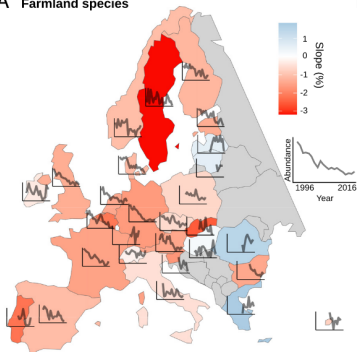 A Farmland species
1
0
-1
-2
-3
Slope (%)
Abundance
1996 2016
Year